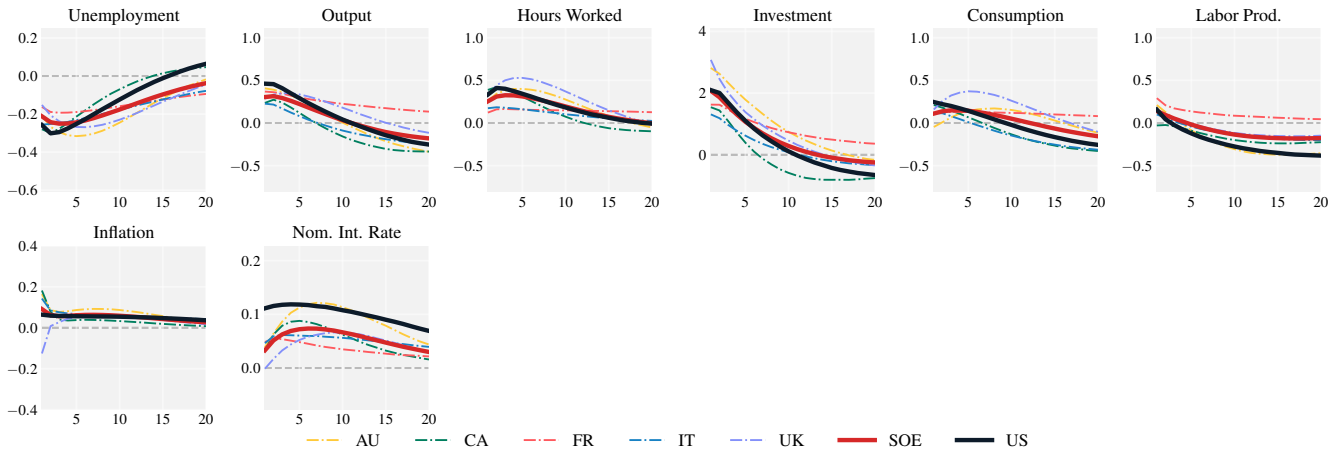 Unemployment Output Hours Worked Investment Consumption Labor Prod.
0.2 1.0 1.0 4 1.0 1.0
0.0 0.5 0.5 2 0.5 0.5
−0.2 0.0 0.0 0.0 0.0
−0.4 −0.5 −0.5 0 −0.5 −0.5
−0.6
5 10 15 20 5 10 15 20 5 10 15 20 5 10 15 20 5 10 15 20 5 10 15 20
Inflation Nom. Int. Rate
0.4 0.2
0.2 0.1
0.0 0.0
−0.2
−0.4
5 10 15 20 5 10 15 20
AU CA FR IT UK SOE US